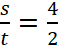 s/t = 4/2